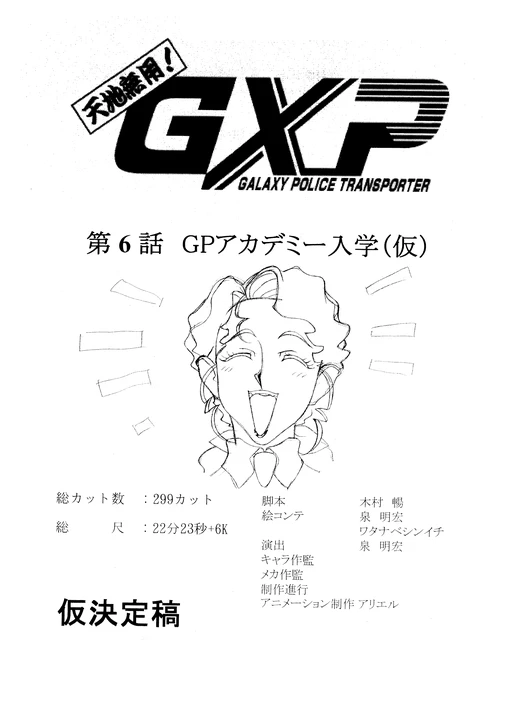 天地無用!
GXP
GALAXY POLICE TRANSPORTER
第6話 GPアカデミー入学(仮)
総カット数 :299カット
総 尺 :22分23秒+6K
脚本 木村 暢
絵コンテ 泉 明宏
ワタナベシンイチ
演出 泉 明宏
キャラ作監
メカ作監
制作進行
アニメーション制作 アリエル
仮決定稿